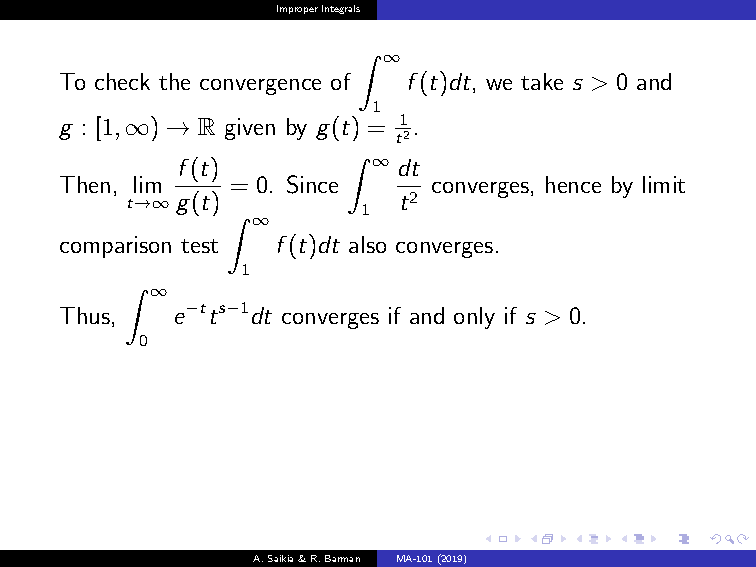 Improper Integrals
To check the convergence of ∫₁^∞ f(t)dt, we take s > 0 and
g : [1, ∞) → ℝ given by g(t) = 1/t².
Then, lim_{t→∞} f(t)/g(t) = 0. Since ∫₁^∞ dt/t² converges, hence by limit
comparison test ∫₁^∞ f(t)dt also converges.
Thus, ∫₀^∞ e^{−t} t^{s−1} dt converges if and only if s > 0.
A. Saikia & R. Barman MA-101 (2019)